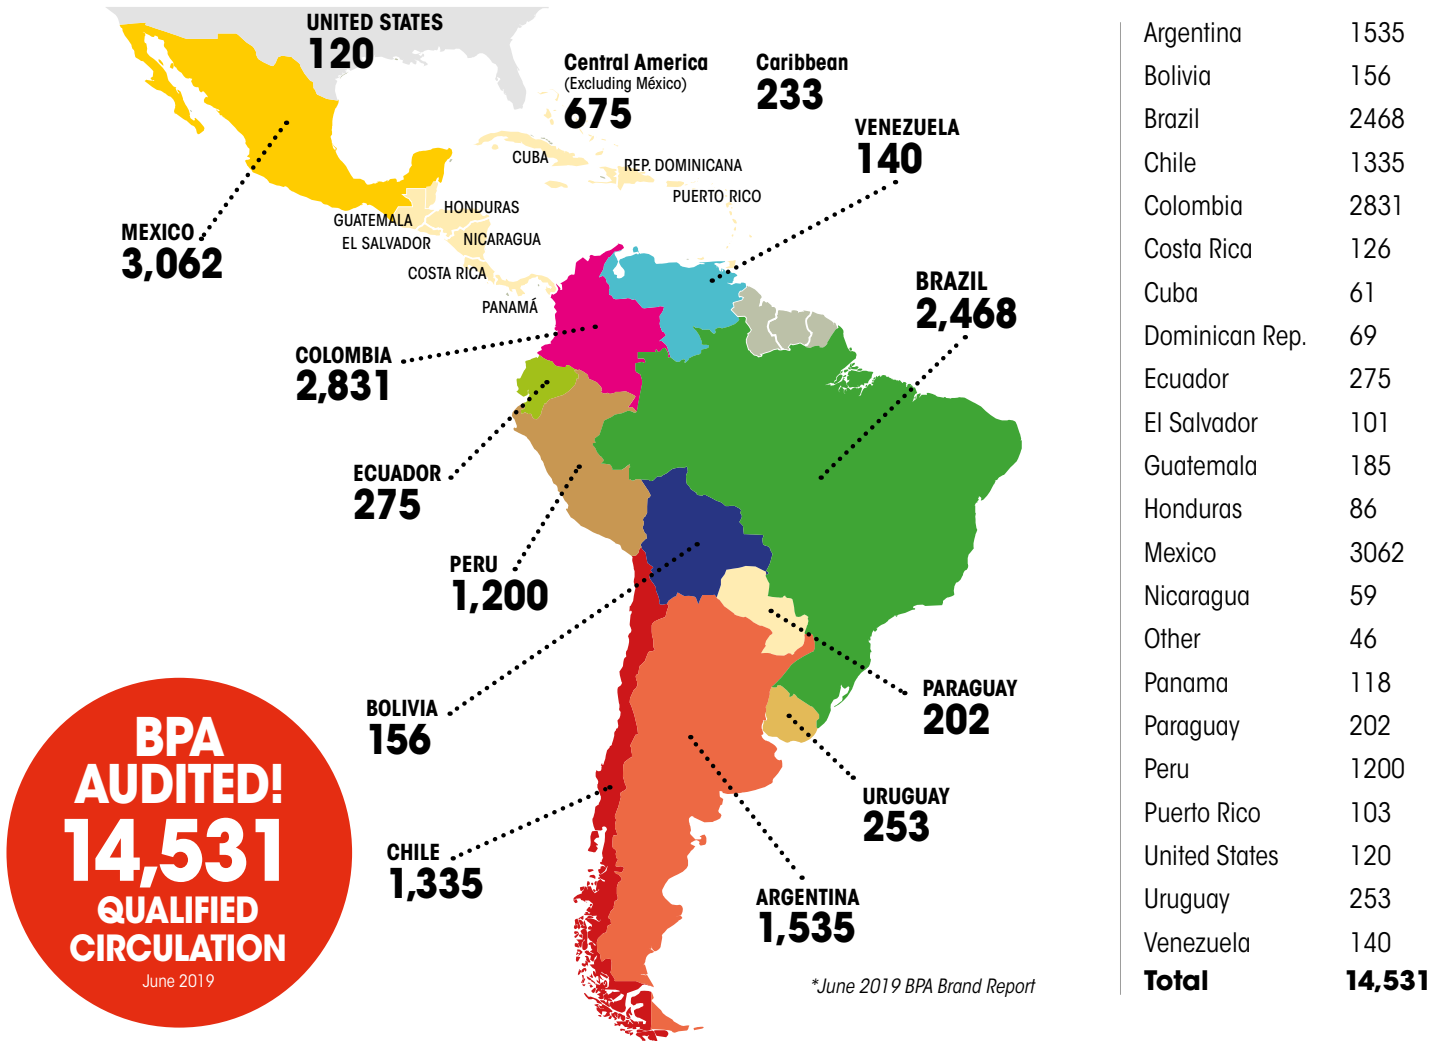 UNITED STATES
120
Central America
(Excluding México)
675
Caribbean
233
VENEZUELA
140
CUBA
REP. DOMINICANA
PUERTO RICO
HONDURAS
GUATEMALA
EL SALVADOR
NICARAGUA
COSTA RICA
PANAMÁ
MEXICO
3,062
BRAZIL
2,468
COLOMBIA
2,831
ECUADOR
275
PERU
1,200
BOLIVIA
156
PARAGUAY
202
URUGUAY
253
CHILE
1,335
ARGENTINA
1,535
BPA
AUDITED!
14,531
QUALIFIED
CIRCULATION
June 2019
*June 2019 BPA Brand Report
Argentina 1535
Bolivia 156
Brazil 2468
Chile 1335
Colombia 2831
Costa Rica 126
Cuba 61
Dominican Rep. 69
Ecuador 275
El Salvador 101
Guatemala 185
Honduras 86
Mexico 3062
Nicaragua 59
Other 46
Panama 118
Paraguay 202
Peru 1200
Puerto Rico 103
United States 120
Uruguay 253
Venezuela 140
Total 14,531